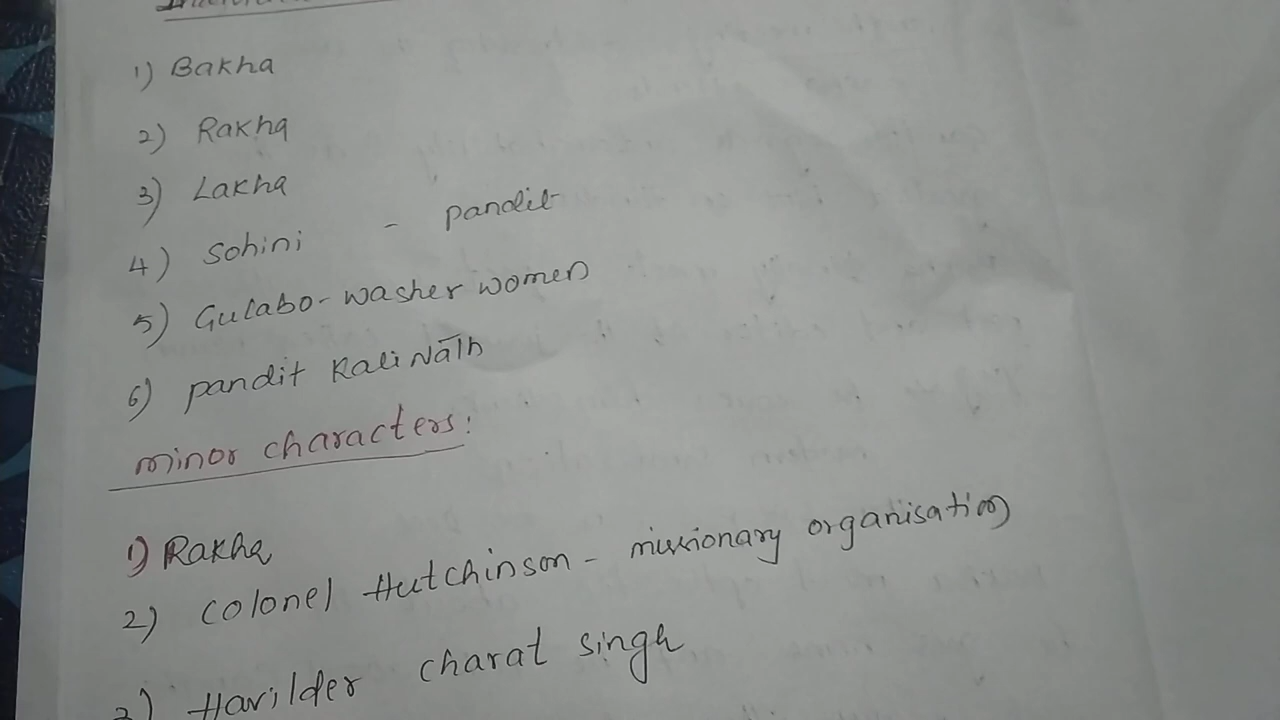 1) Bakha
2) Rakha
3) Lakha
4) Sohini - pandit
5) Gulabo - washer women
6) pandit Kali Nath
minor characters:
1) Rakha
2) Colonel Hutchinson - missionary organisation
3) Havilder charat singh